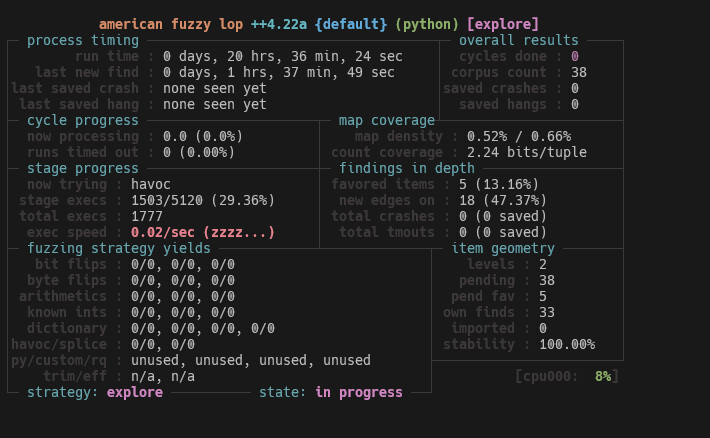 american fuzzy lop ++4.22a {default} (python) [explore]
process timing overall results
run time : 0 days, 20 hrs, 36 min, 24 sec cycles done : 0
last new find : 0 days, 1 hrs, 37 min, 49 sec corpus count : 38
last saved crash : none seen yet saved crashes : 0
last saved hang : none seen yet saved hangs : 0
cycle progress map coverage
now processing : 0.0 (0.0%) map density : 0.52% / 0.66%
runs timed out : 0 (0.00%) count coverage : 2.24 bits/tuple
stage progress findings in depth
now trying : havoc favored items : 5 (13.16%)
stage execs : 1503/5120 (29.36%) new edges on : 18 (47.37%)
total execs : 1777 total crashes : 0 (0 saved)
exec speed : 0.02/sec (zzzz...) total tmouts : 0 (0 saved)
fuzzing strategy yields item geometry
bit flips : 0/0, 0/0, 0/0 levels : 2
byte flips : 0/0, 0/0, 0/0 pending : 38
arithmetics : 0/0, 0/0, 0/0 pend fav : 5
known ints : 0/0, 0/0, 0/0 own finds : 33
dictionary : 0/0, 0/0, 0/0, 0/0 imported : 0
havoc/splice : 0/0, 0/0 stability : 100.00%
py/custom/rq : unused, unused, unused, unused
trim/eff : n/a, n/a [cpu000: 8%]
strategy: explore state: in progress